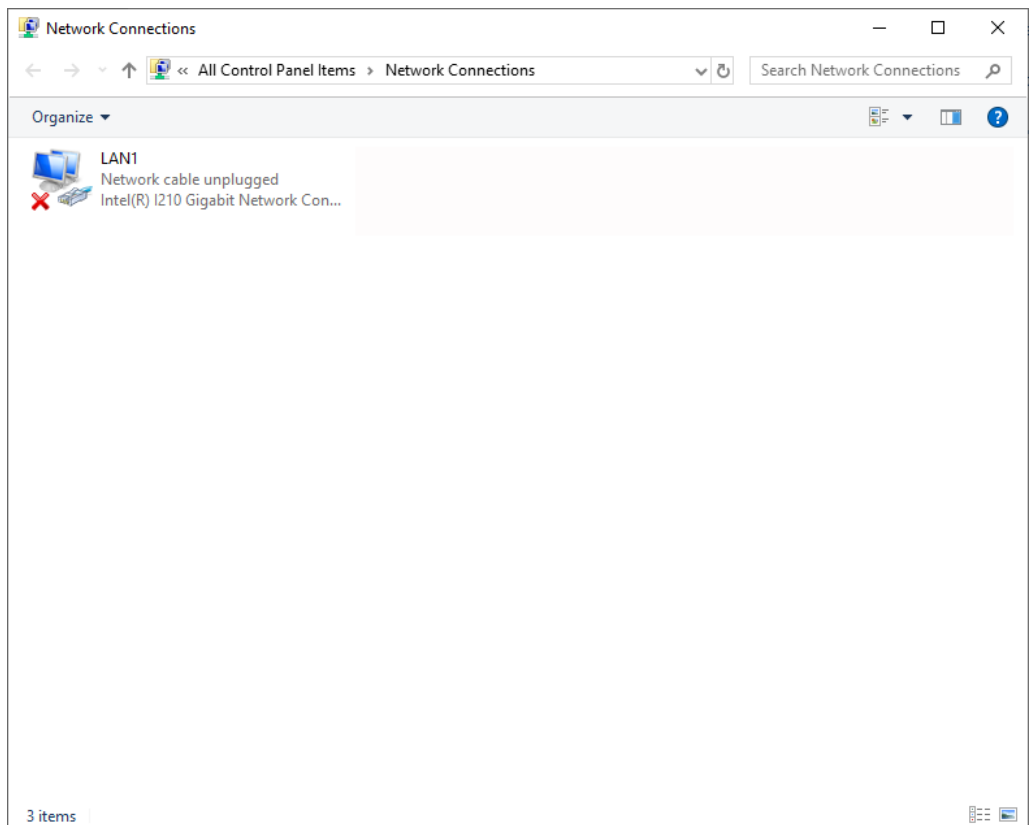 Network Connections
« All Control Panel Items > Network Connections
Search Network Connections
Organize
LAN1
Network cable unplugged
Intel(R) I210 Gigabit Network Con...
3 items